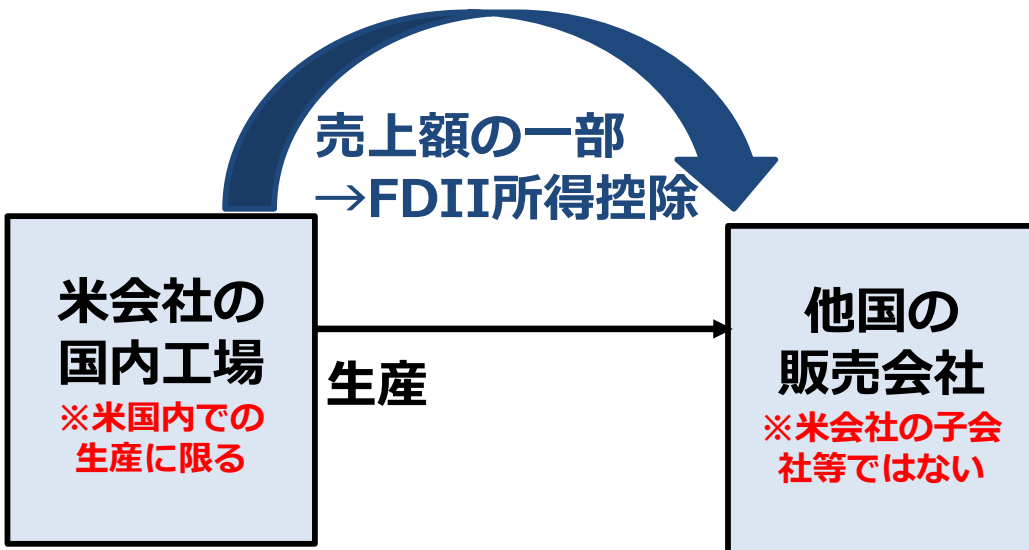 売上額の一部
→FDII所得控除
米会社の
国内工場
※米国内での
生産に限る
生産
他国の
販売会社
※米会社の子会
社等ではない